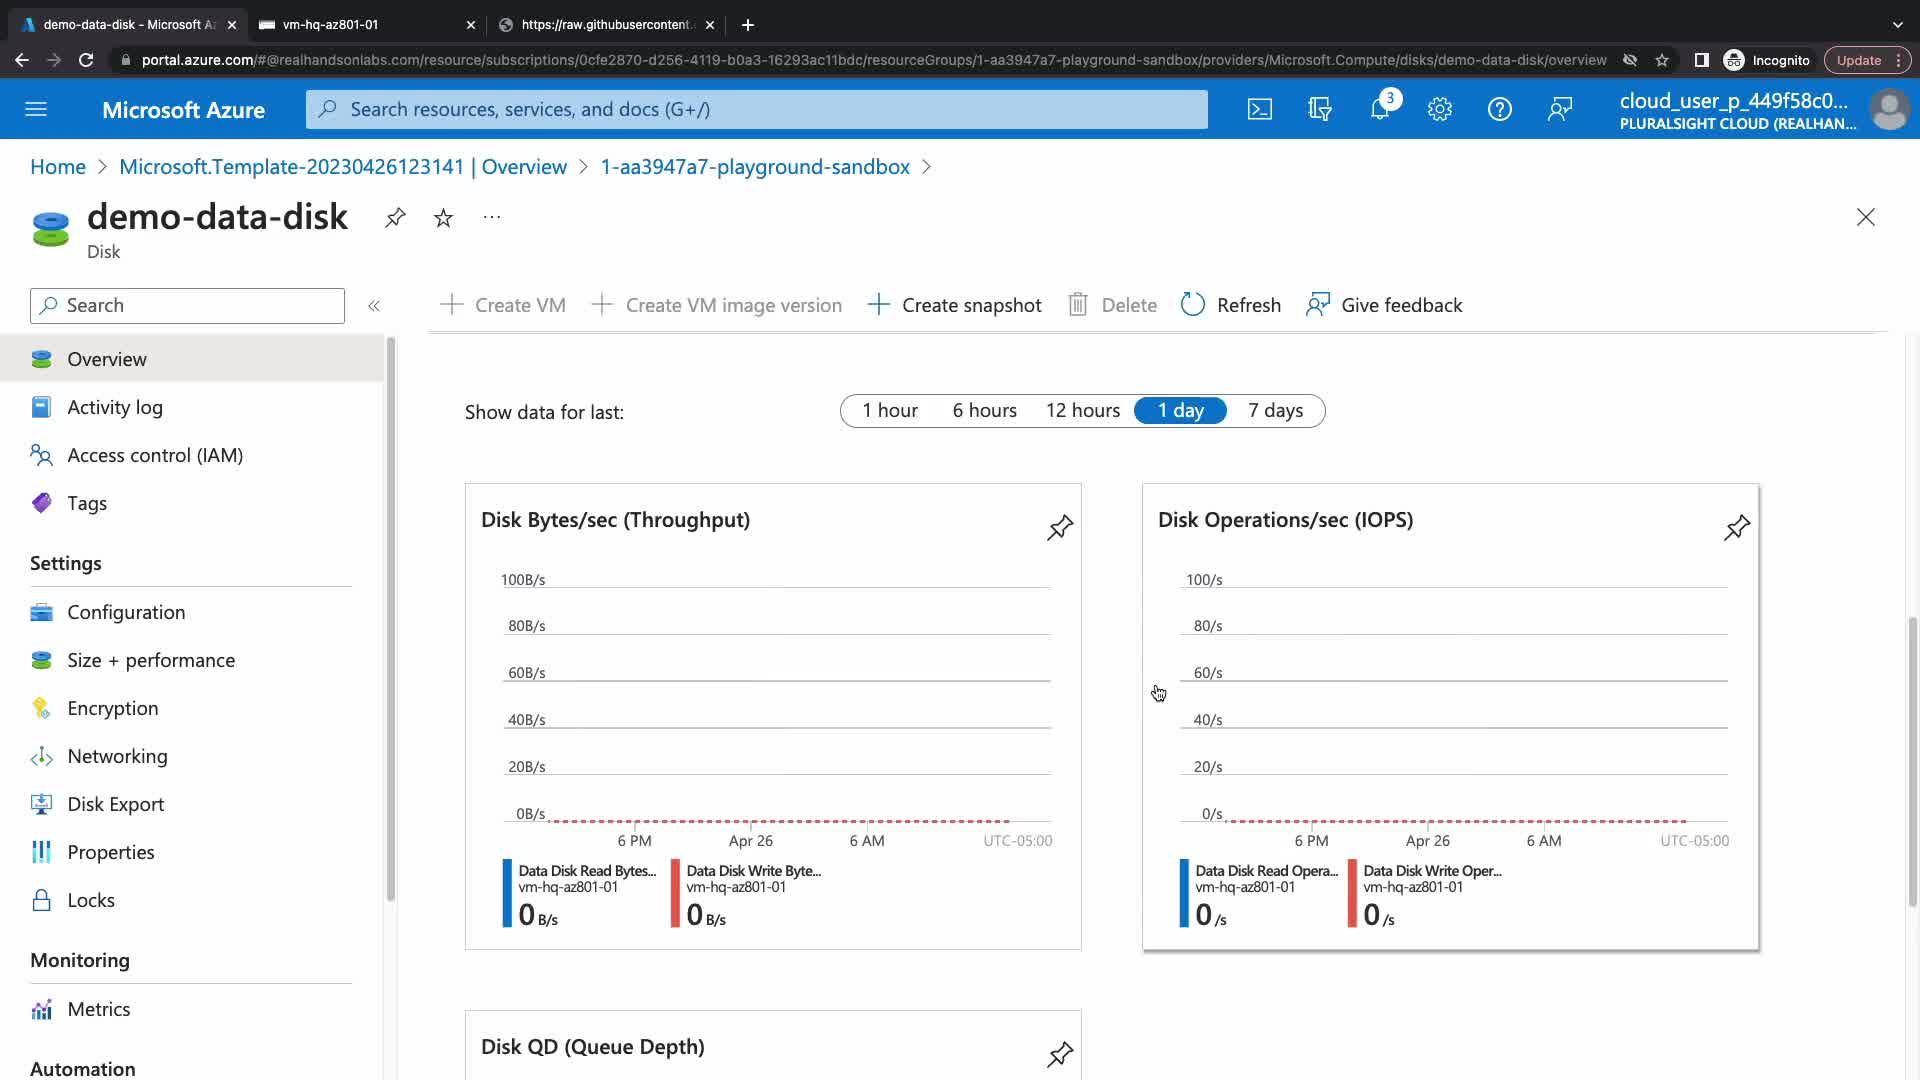 demo-data-disk - Microsoft Az
vm-hq-az801-01
https://raw.githubusercontent.
portal.azure.com/#@realhandsonlabs.com/resource/subscriptions/0cfe2870-d256-4119-b0a3-16293ac11bdc/resourceGroups/1-aa3947a7-playground-sandbox/providers/Microsoft.Compute/disks/demo-data-disk/overview
Incognito
Update
Microsoft Azure
Search resources, services, and docs (G+/)
3
cloud_user_p_449f58c0...
PLURALSIGHT CLOUD (REALHAN...
Home > Microsoft.Template-20230426123141 | Overview > 1-aa3947a7-playground-sandbox >
demo-data-disk
...
Disk
Search
«
Create VM
Create VM image version
Create snapshot
Delete
Refresh
Give feedback
Overview
Activity log
Access control (IAM)
Tags
Settings
Configuration
Size + performance
Encryption
Networking
Disk Export
Properties
Locks
Monitoring
Metrics
Automation
Show data for last:
1 hour
6 hours
12 hours
1 day
7 days
Disk Bytes/sec (Throughput)
100B/s
80B/s
60B/s
40B/s
20B/s
0B/s
6 PM
Apr 26
6 AM
UTC-05:00
Data Disk Read Bytes...
vm-hq-az801-01
0 B/s
Data Disk Write Byte...
vm-hq-az801-01
0 B/s
Disk Operations/sec (IOPS)
100/s
80/s
60/s
40/s
20/s
0/s
6 PM
Apr 26
6 AM
UTC-05:00
Data Disk Read Opera...
vm-hq-az801-01
0 /s
Data Disk Write Oper...
vm-hq-az801-01
0 /s
Disk QD (Queue Depth)